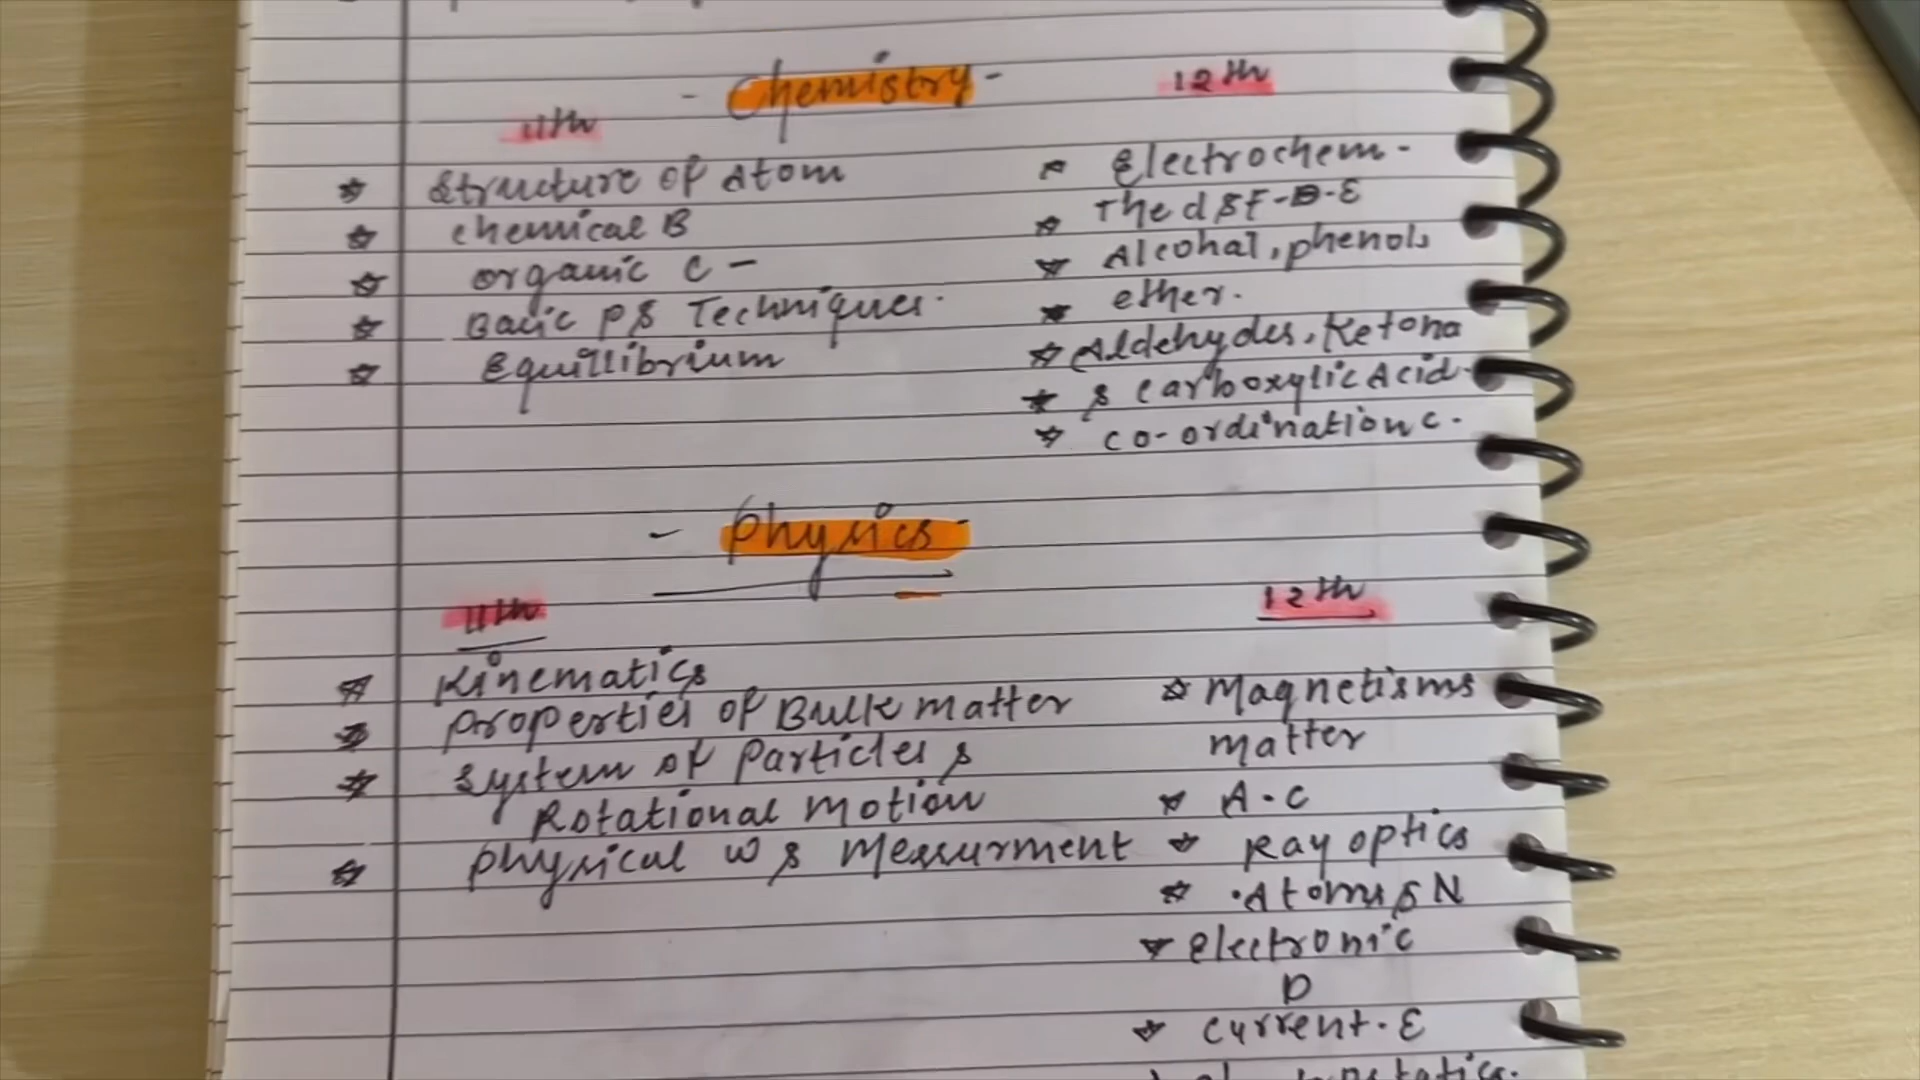 - Chemistry -
11th
Structure of Atom
chemical B
organic C -
Basic P & Techniques.
Equillibrium
12th
Electrochem -
The d & F-B-E
Alcohal, phenols
ether.
Aldehydes, Ketona
& carboxylic Acid.
co-ordination c.
- Physics -
11th
Kinematics
properties of Bulk matter
System of Particles &
Rotational motion
physical W & Messurment
12th
Magnetisms
matter
A.C
Ray optics
Atoms & N
electronic
D
current. E